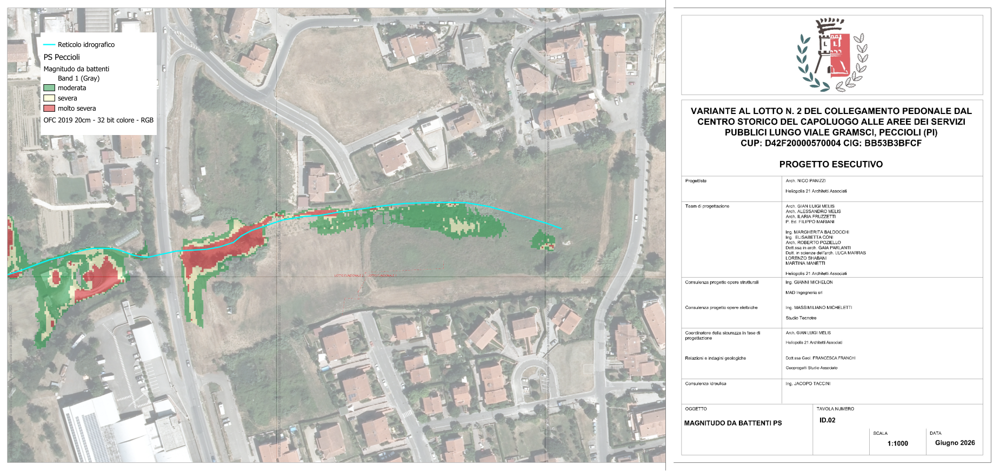 Reticolo idrografico
PS Peccioli
Magnitudo da battenti
Band 1 (Gray)
moderata
severa
molto severa
OFC 2019 20cm - 32 bit colore - RGB
VARIANTE AL LOTTO N. 2 DEL COLLEGAMENTO PEDONALE DAL
CENTRO STORICO DEL CAPOLUOGO ALLE AREE DEI SERVIZI
PUBBLICI LUNGO VIALE GRAMSCI, PECCIOLI (PI)
CUP: D42F20000570004 CIG: BB53B3BFCF
PROGETTO ESECUTIVO
Progettista
Arch. NICO PANIZZI
Heliopolis 21 Architetti Associati
Team di progettazione
Arch. GIAN LUIGI MELIS
Arch. ALESSANDRO MELIS
Arch. ILARIA FRUZZETTI
P. Ed. FILIPPO MARIANI
Ing. MARGHERITA BALDOCCHI
Ing. ELISABETTA CONI
Arch. ROBERTO POZIELLO
Dott.ssa in arch. GAIA PARLANTI
Dott. in scienze dell'arch. LUCA MARRAS
LORENZO SHABANI
MARTINA MANETTI
Heliopolis 21 Architetti Associati
Consulenza progetto opere strutturali
Ing. GIANNI MICHELON
MAD Ingegneria srl
Consulenza progetto opere elettriche
Ing. MASSIMILIANO MICHELETTI
Studio Tecnotre
Coordinatore della sicurezza in fase di
progettazione
Arch. GIAN LUIGI MELIS
Heliopolis 21 Architetti Associati
Relazioni e indagini geologiche
Dott.ssa Geol. FRANCESCA FRANCHI
Geoprogetti Studio Associato
Consulenza idraulica
Ing. JACOPO TACCINI
OGGETTO
MAGNITUDO DA BATTENTI PS
TAVOLA NUMERO
ID.02
SCALA
1:1000
DATA
Giugno 2026